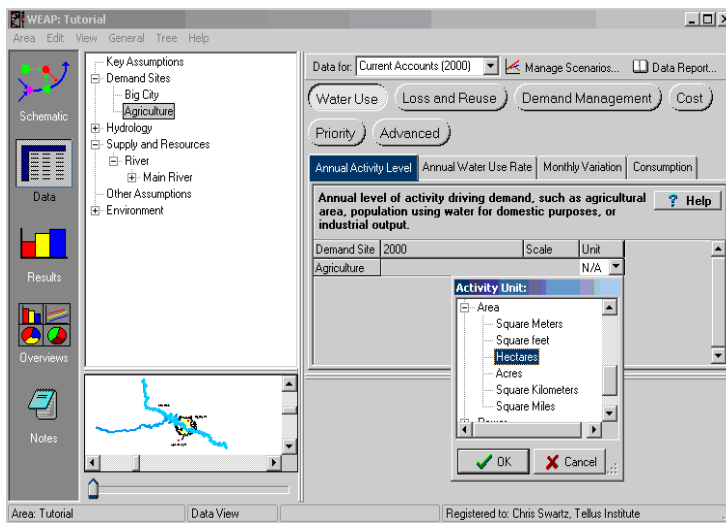 WEAP: Tutorial
Area Edit View General Tree Help
Schematic
Data
Results
Overviews
Notes
Key Assumptions
Demand Sites
Big City
Agriculture
Hydrology
Supply and Resources
River
Main River
Other Assumptions
Environment
Data for: Current Accounts (2000) Manage Scenarios... Data Report...
Water Use Loss and Reuse Demand Management Cost
Priority Advanced
Annual Activity Level Annual Water Use Rate Monthly Variation Consumption
Annual level of activity driving demand, such as agricultural
area, population using water for domestic purposes, or
industrial output.
? Help
Demand Site 2000 Scale Unit
Agriculture N/A
Activity Unit:
Area
Square Meters
Square feet
Hectares
Acres
Square Kilometers
Square Miles
OK Cancel
Area: Tutorial Data View Registered to: Chris Swartz, Tellus Institute